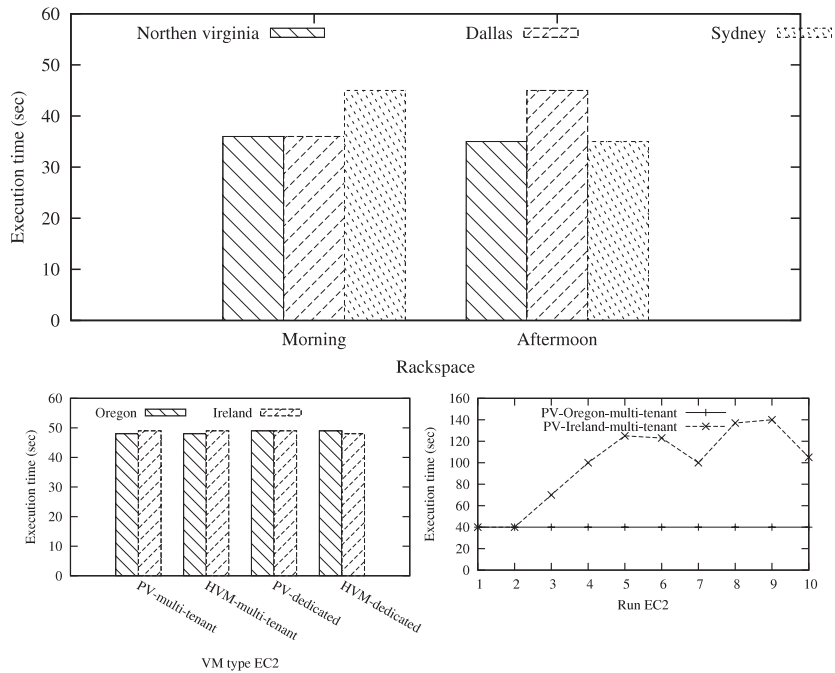 60
Northen virginia Dallas Sydney
50
40
30
20
10
0
Execution time (sec)
Morning Aftermoon
Rackspace
60
50
40
30
20
10
0
Oregon Ireland
Execution time (sec)
PV-multi-tenant HVM-multi-tenant PV-dedicated HVM-dedicated
VM type EC2
160
140
120
100
80
60
40
20
0
PV-Oregon-multi-tenant
PV-Ireland-multi-tenant
Execution time (sec)
1 2 3 4 5 6 7 8 9 10
Run EC2